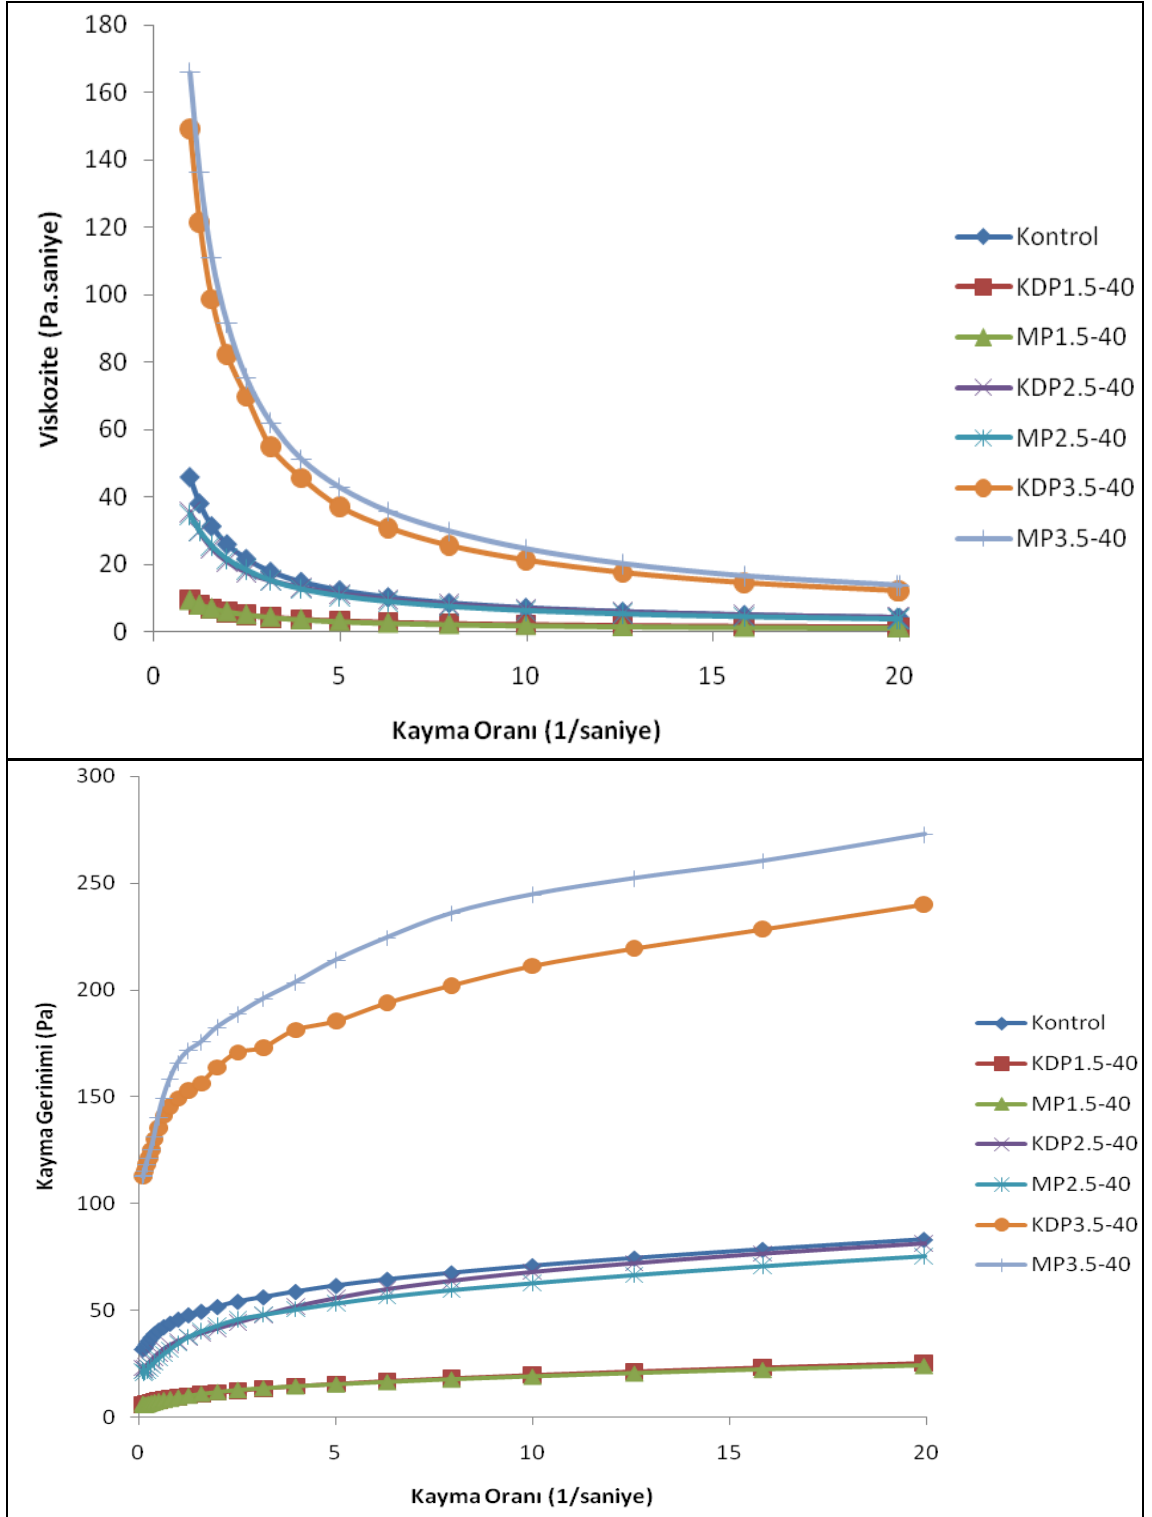 180
160
140
120
100
80
60
40
20
0
Viskozite (Pa.saniye)
0 5 10 15 20
Kayma Oranı (1/saniye)
Kontrol
KDP1.5-40
MP1.5-40
KDP2.5-40
MP2.5-40
KDP3.5-40
MP3.5-40
300
250
200
150
100
50
0
Kayma Gerinimi (Pa)
0 5 10 15 20
Kayma Oranı (1/saniye)
Kontrol
KDP1.5-40
MP1.5-40
KDP2.5-40
MP2.5-40
KDP3.5-40
MP3.5-40